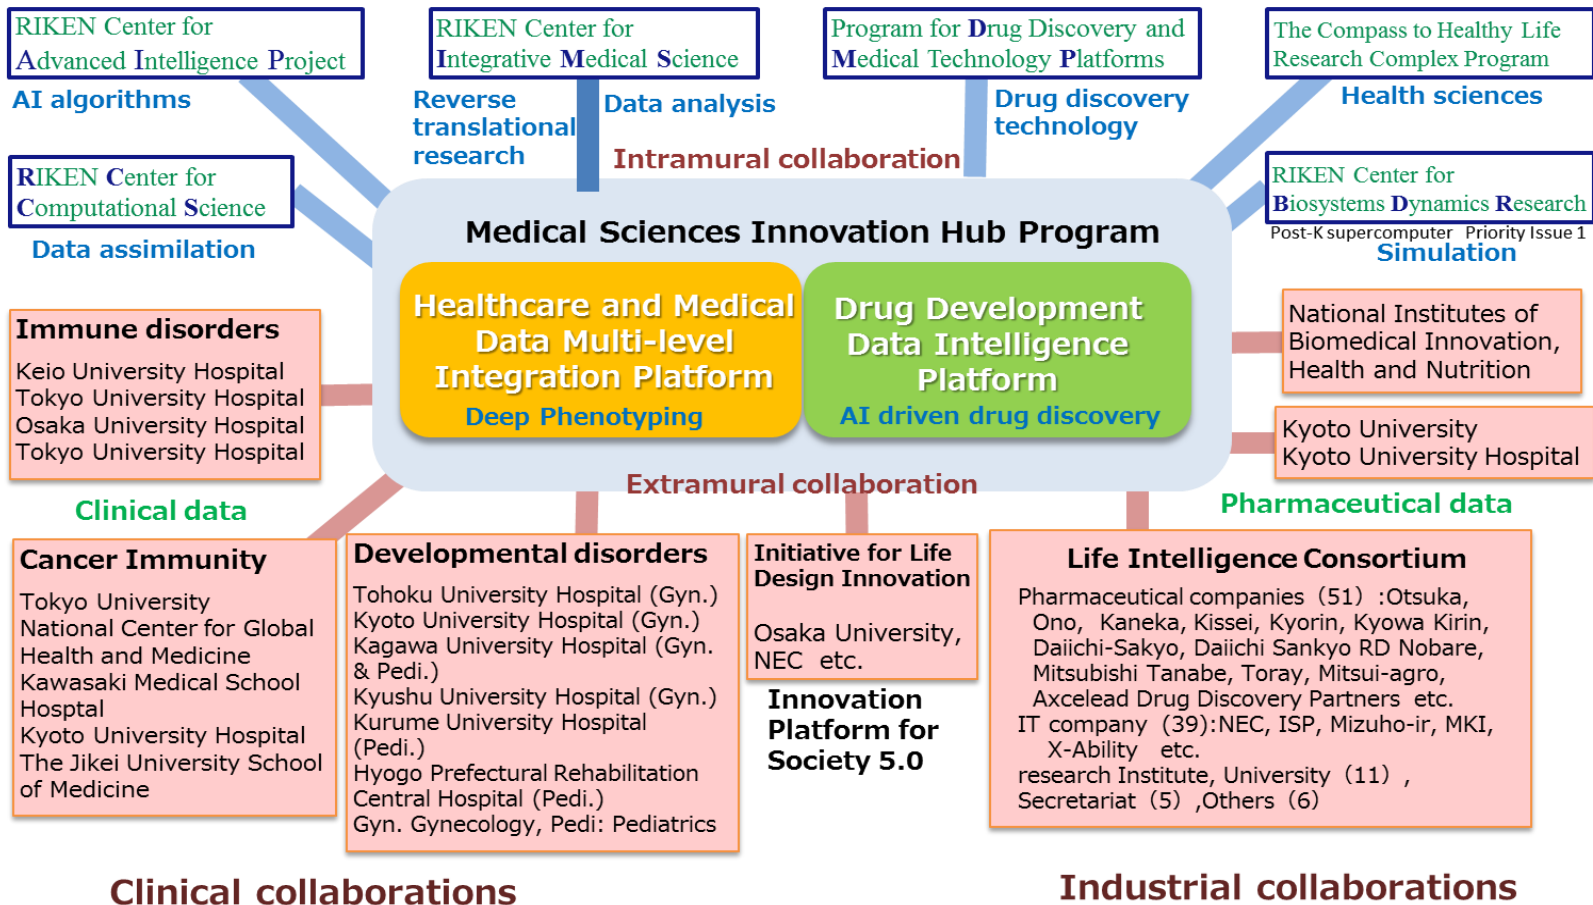 RIKEN Center for
Advanced Intelligence Project
AI algorithms
RIKEN Center for
Integrative Medical Science
Reverse
translational
research
Data analysis
Program for Drug Discovery and
Medical Technology Platforms
Drug discovery
technology
The Compass to Healthy Life
Research Complex Program
Health sciences
Intramural collaboration
RIKEN Center for
Computational Science
Data assimilation
RIKEN Center for
Biosystems Dynamics Research
Post-K supercomputer Priority Issue 1
Simulation
Medical Sciences Innovation Hub Program
Healthcare and Medical
Data Multi-level
Integration Platform
Deep Phenotyping
Drug Development
Data Intelligence
Platform
AI driven drug discovery
Immune disorders
Keio University Hospital
Tokyo University Hospital
Osaka University Hospital
Tokyo University Hospital
Clinical data
National Institutes of
Biomedical Innovation,
Health and Nutrition
Kyoto University
Kyoto University Hospital
Pharmaceutical data
Extramural collaboration
Cancer Immunity
Tokyo University
National Center for Global
Health and Medicine
Kawasaki Medical School
Hosptal
Kyoto University Hospital
The Jikei University School
of Medicine
Developmental disorders
Tohoku University Hospital (Gyn.)
Kyoto University Hospital (Gyn.)
Kagawa University Hospital (Gyn.
& Pedi.)
Kyushu University Hospital (Gyn.)
Kurume University Hospital
(Pedi.)
Hyogo Prefectural Rehabilitation
Central Hospital (Pedi.)
Gyn. Gynecology, Pedi: Pediatrics
Initiative for Life
Design Innovation
Osaka University,
NEC etc.
Innovation
Platform for
Society 5.0
Life Intelligence Consortium
Pharmaceutical companies（51）:Otsuka,
Ono, Kaneka, Kissei, Kyorin, Kyowa Kirin,
Daiichi-Sakyo, Daiichi Sankyo RD Nobare,
Mitsubishi Tanabe, Toray, Mitsui-agro,
Axcelead Drug Discovery Partners etc.
IT company (39):NEC, ISP, Mizuho-ir, MKI,
X-Ability etc.
research Institute, University（11）,
Secretariat（5）,Others（6）
Clinical collaborations
Industrial collaborations